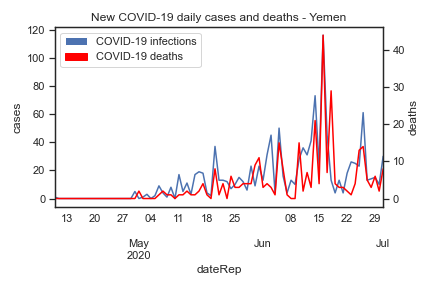 New COVID-19 daily cases and deaths - Yemen
COVID-19 infections
COVID-19 deaths
120
100
80
60
40
20
0
cases
40
30
20
10
0
deaths
13 20 27 04 11 18 25 08 15 22 29
May Jun Jul
2020
dateRep